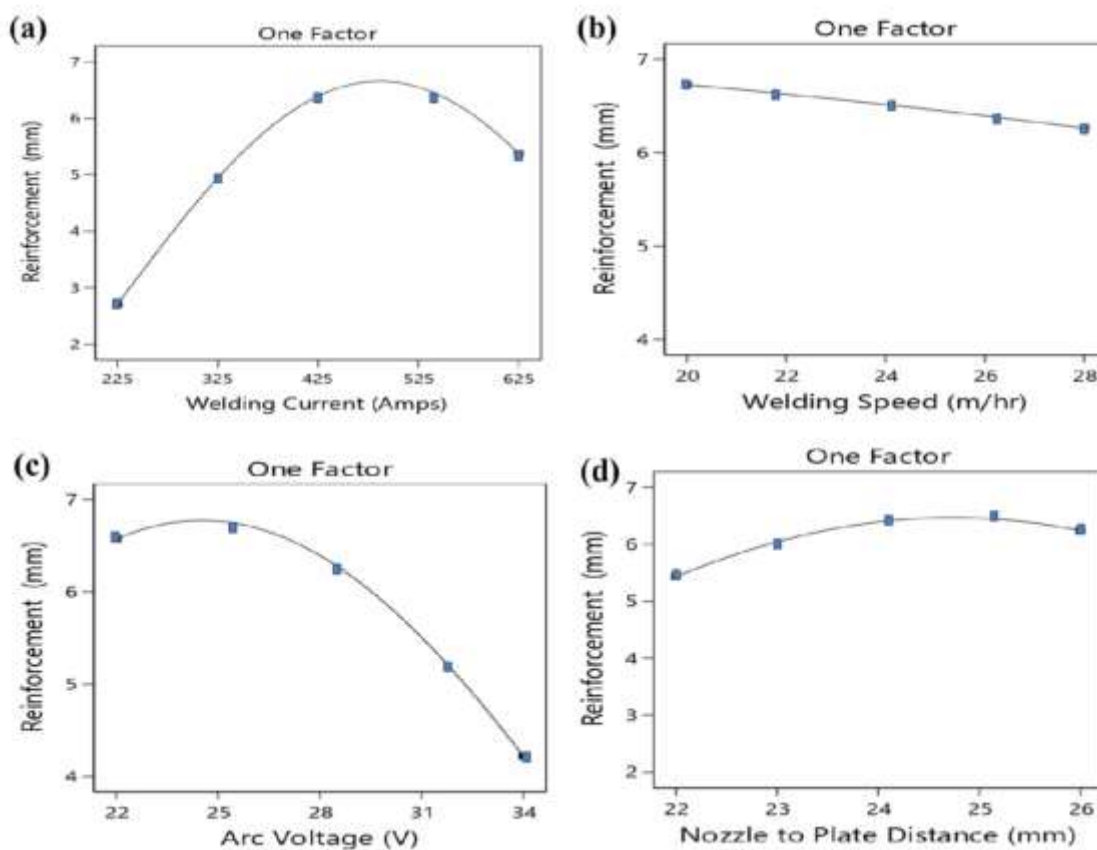 (a)
One Factor
Reinforcement (mm)
7
6
5
4
3
2
225 325 425 525 625
Welding Current (Amps)
(b)
One Factor
Reinforcement (mm)
7
6
5
4
20 22 24 26 28
Welding Speed (m/hr)
(c)
One Factor
Reinforcement (mm)
7
6
5
4
22 25 28 31 34
Arc Voltage (V)
(d)
One Factor
Reinforcement (mm)
7
6
5
4
3
2
22 23 24 25 26
Nozzle to Plate Distance (mm)